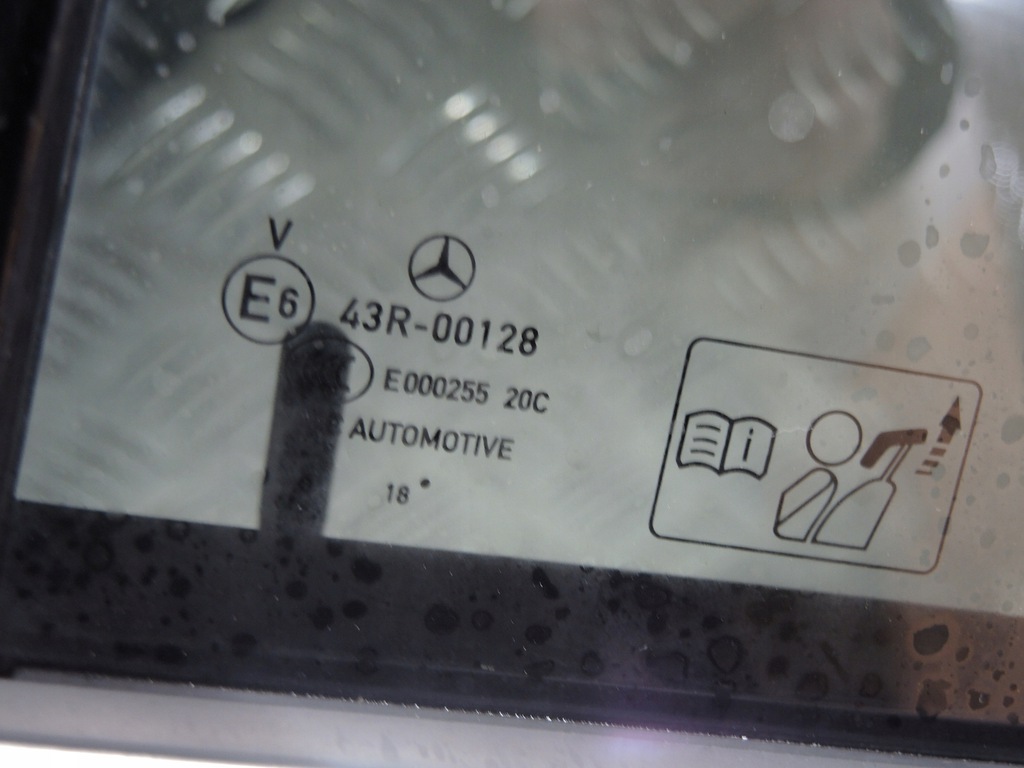 V
E6
43R-00128
E000255 20C
AUTOMOTIVE
18
i